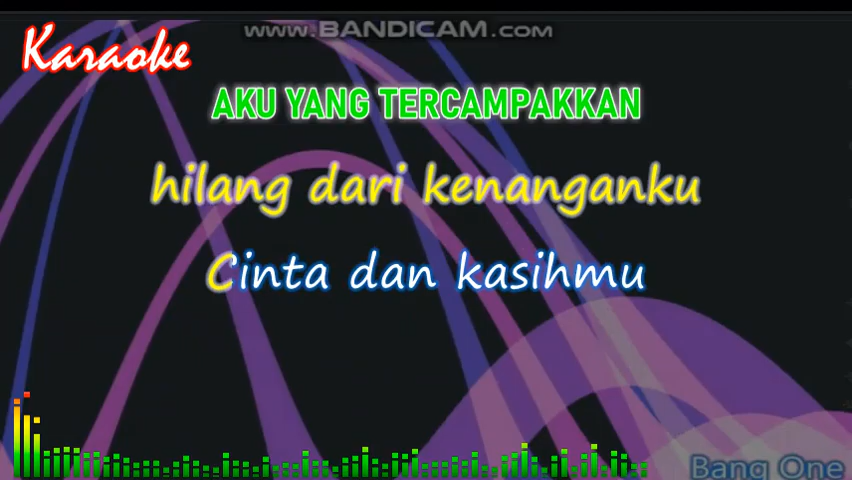 www.BANDICAM.com
Karaoke
AKU YANG TERCAMPAKKAN
hilang dari kenanganku
Cinta dan kasihmu
Bang One